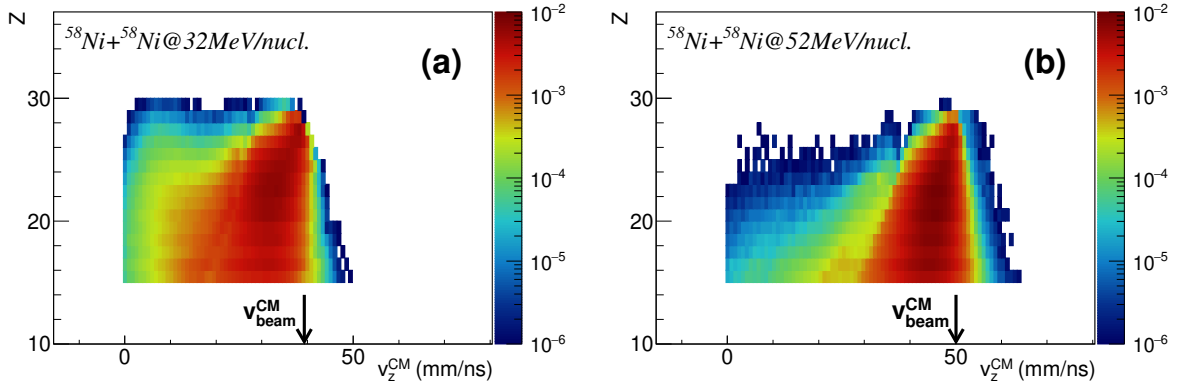 Z
⁵⁸Ni+⁵⁸Ni@32MeV/nucl.
(a)
30
20
10
0
50
v_beam^CM
v_z^CM (mm/ns)
10⁻²
10⁻³
10⁻⁴
10⁻⁵
10⁻⁶
Z
⁵⁸Ni+⁵⁸Ni@52MeV/nucl.
(b)
30
20
10
0
50
v_beam^CM
v_z^CM (mm/ns)
10⁻²
10⁻³
10⁻⁴
10⁻⁵
10⁻⁶